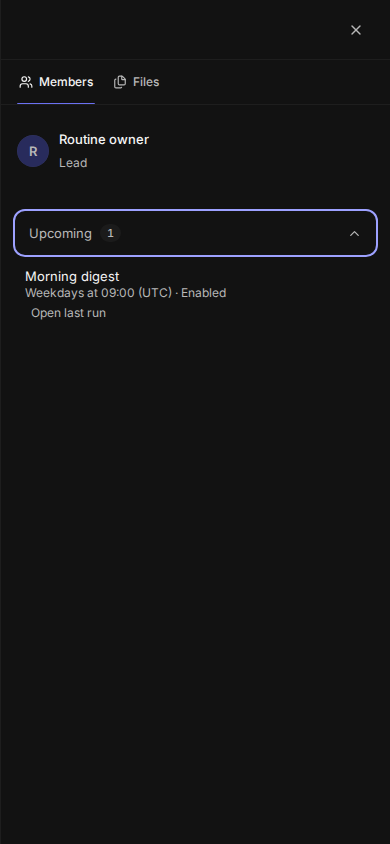 Members Files
R
Routine owner
Lead
Upcoming 1
Morning digest
Weekdays at 09:00 (UTC) · Enabled
Open last run